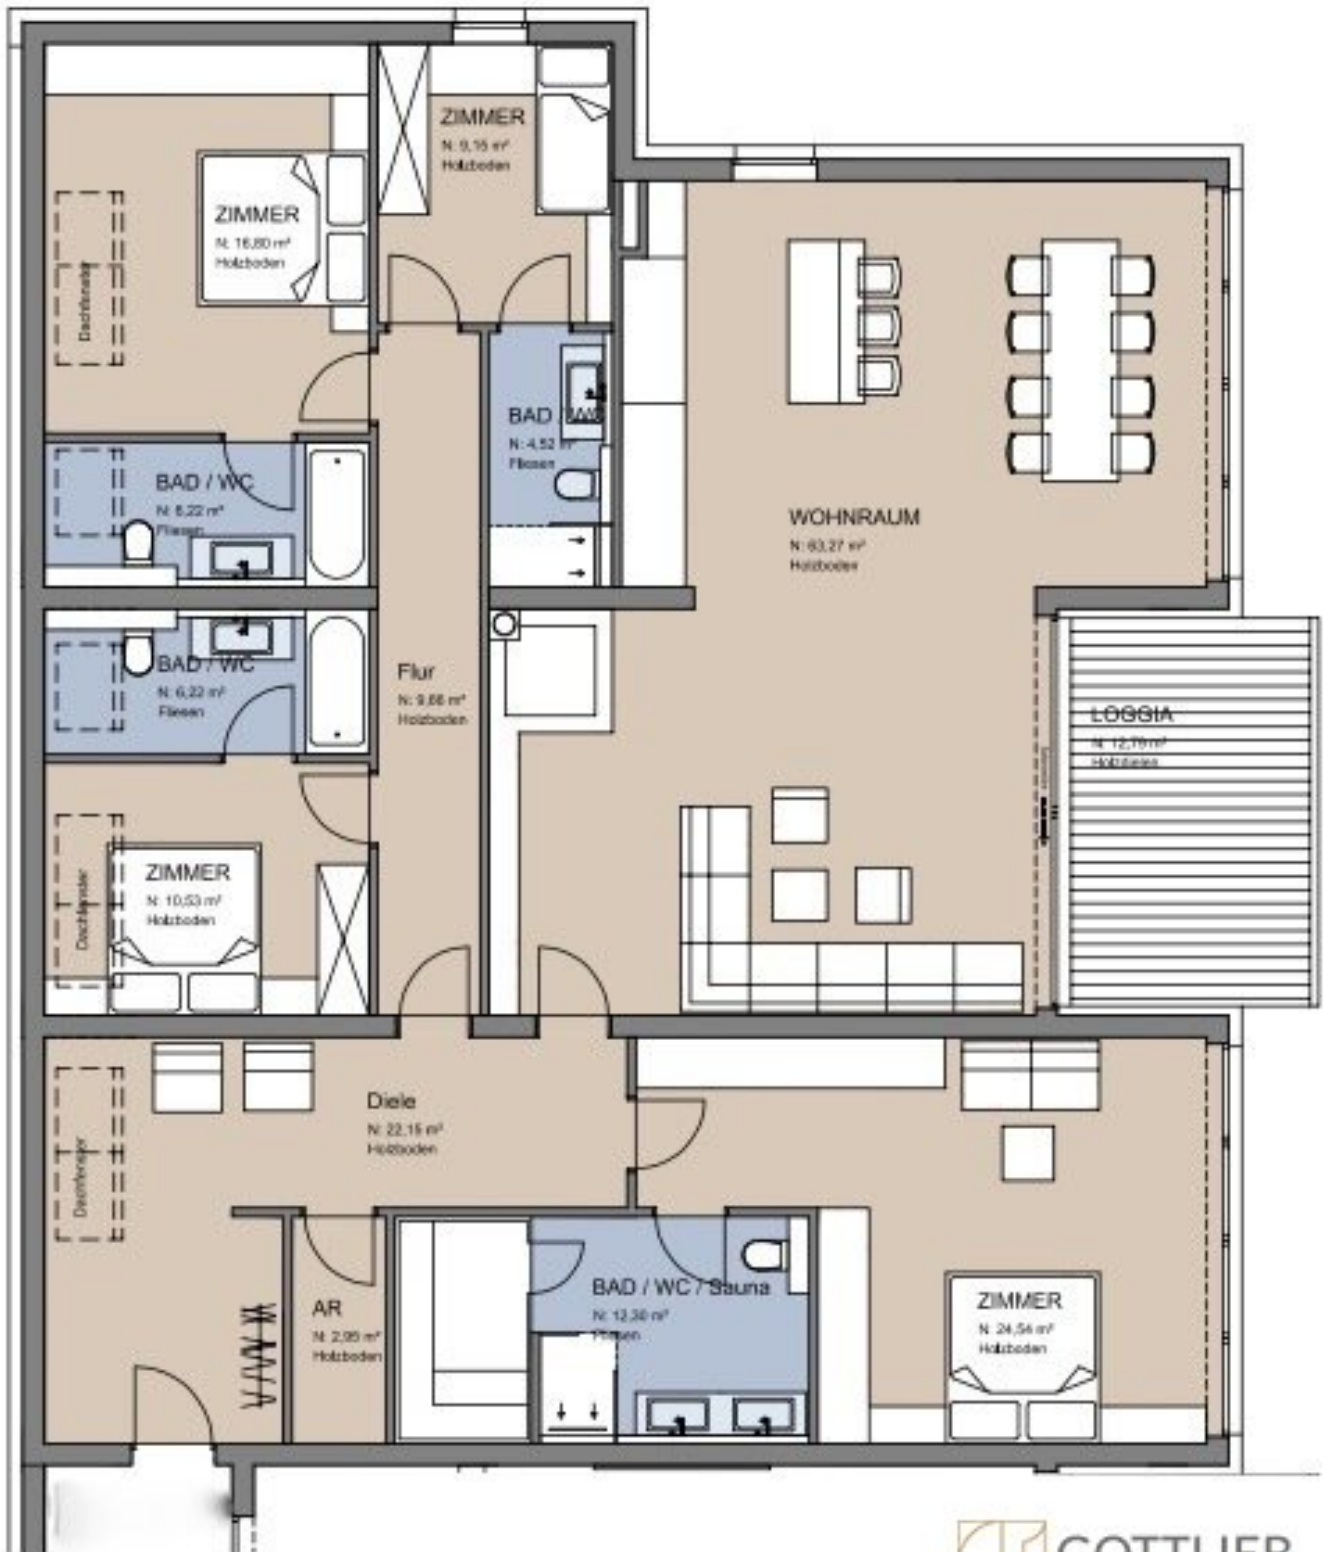 ZIMMER
N: 9,15 m²
Holzboden
ZIMMER
N: 16,80 m²
Holzboden
Dachfenster
BAD / WC
N: 4,52 m²
Fliesen
BAD / WC
N: 6,22 m²
Fliesen
WOHNRAUM
N: 63,27 m²
Holzboden
BAD / WC
N: 6,22 m²
Fliesen
Flur
N: 9,66 m²
Holzboden
LOGGIA
N: 12,79 m²
Holzdielen
ZIMMER
N: 10,53 m²
Holzboden
Dachfenster
Diele
N: 22,15 m²
Holzboden
Dachfenster
BAD / WC / Sauna
N: 12,30 m²
Fliesen
AR
N: 2,95 m²
Holzboden
ZIMMER
N: 24,54 m²
Holzboden
GOTTLIEB